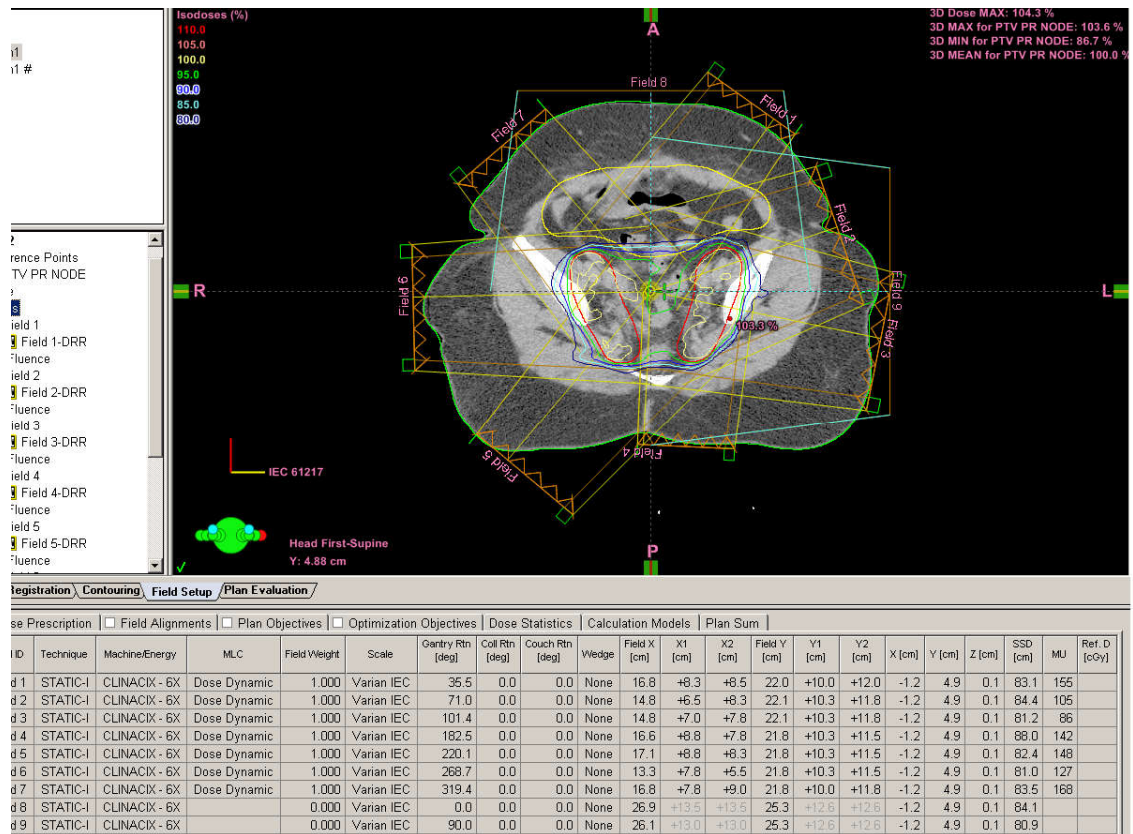 Isodoses (%)
110.0
105.0
100.0
95.0
90.0
85.0
80.0
3D Dose MAX: 104.3 %
3D MAX for PTV PR NODE: 103.6 %
3D MIN for PTV PR NODE: 86.7 %
3D MEAN for PTV PR NODE: 100.0 %
A
Field 8
Field 1
Field 7
Field 2
R
L
Field 6
Field 9
Field 3
103.3 %
Field 4
Field 5
IEC 61217
Head First-Supine
Y: 4.88 cm
P
n1
n1 #
2
rence Points
TV PR NODE
e
s
ield 1
Field 1-DRR
Fluence
ield 2
Field 2-DRR
Fluence
ield 3
Field 3-DRR
Fluence
ield 4
Field 4-DRR
Fluence
ield 5
Field 5-DRR
Fluence
Registration Contouring Field Setup Plan Evaluation
se Prescription Field Alignments Plan Objectives Optimization Objectives Dose Statistics Calculation Models Plan Sum
ID Technique Machine/Energy MLC Field Weight Scale Gantry Rtn [deg] Coll Rtn [deg] Couch Rtn [deg] Wedge Field X [cm] X1 [cm] X2 [cm] Field Y [cm] Y1 [cm] Y2 [cm] X [cm] Y [cm] Z [cm] SSD [cm] MU Ref. D [cGy]
d 1 STATIC-I CLINACIX - 6X Dose Dynamic 1.000 Varian IEC 35.5 0.0 0.0 None 16.8 +8.3 +8.5 22.0 +10.0 +12.0 -1.2 4.9 0.1 83.1 155
d 2 STATIC-I CLINACIX - 6X Dose Dynamic 1.000 Varian IEC 71.0 0.0 0.0 None 14.8 +6.5 +8.3 22.1 +10.3 +11.8 -1.2 4.9 0.1 84.4 105
d 3 STATIC-I CLINACIX - 6X Dose Dynamic 1.000 Varian IEC 101.4 0.0 0.0 None 14.8 +7.0 +7.8 22.1 +10.3 +11.8 -1.2 4.9 0.1 81.2 86
d 4 STATIC-I CLINACIX - 6X Dose Dynamic 1.000 Varian IEC 182.5 0.0 0.0 None 16.6 +8.8 +7.8 21.8 +10.3 +11.5 -1.2 4.9 0.1 88.0 142
d 5 STATIC-I CLINACIX - 6X Dose Dynamic 1.000 Varian IEC 220.1 0.0 0.0 None 17.1 +8.8 +8.3 21.8 +10.3 +11.5 -1.2 4.9 0.1 82.4 148
d 6 STATIC-I CLINACIX - 6X Dose Dynamic 1.000 Varian IEC 268.7 0.0 0.0 None 13.3 +7.8 +5.5 21.8 +10.3 +11.5 -1.2 4.9 0.1 81.0 127
d 7 STATIC-I CLINACIX - 6X Dose Dynamic 1.000 Varian IEC 319.4 0.0 0.0 None 16.8 +7.8 +9.0 21.8 +10.0 +11.8 -1.2 4.9 0.1 83.5 168
d 8 STATIC-I CLINACIX - 6X 0.000 Varian IEC 0.0 0.0 0.0 None 26.9 +13.5 +13.5 25.3 +12.6 +12.6 -1.2 4.9 0.1 84.1
d 9 STATIC-I CLINACIX - 6X 0.000 Varian IEC 90.0 0.0 0.0 None 26.1 +13.0 +13.0 25.3 +12.6 +12.6 -1.2 4.9 0.1 80.9